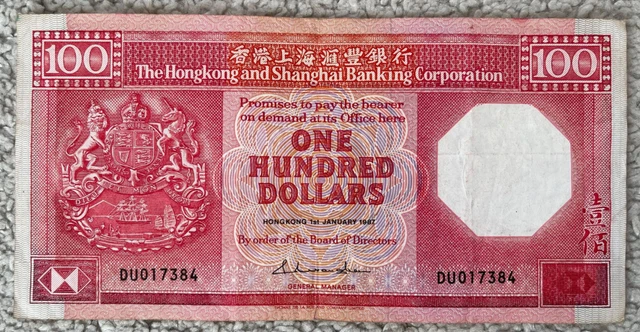 100
香港上海滙豐銀行
100
The Hongkong and Shanghai Banking Corporation
Promises to pay the bearer
on demand at its Office here
ONE
HUNDRED
DOLLARS
HONGKONG 1st JANUARY 1987
By order of the Board of Directors
壹佰
DU017384
DU017384
GENERAL MANAGER